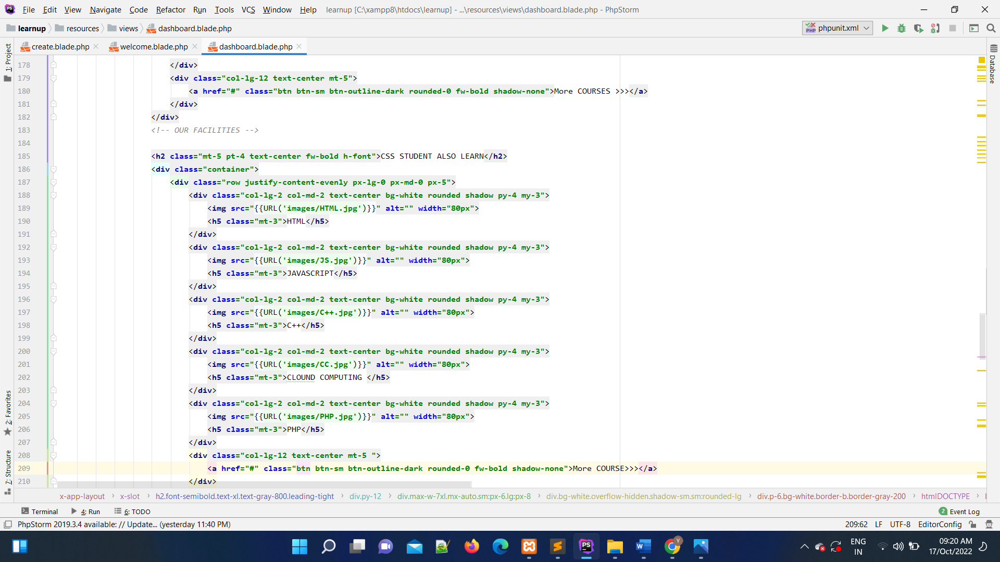 File Edit View Navigate Code Refactor Run Tools VCS Window Help learnup [C:\xampp8\htdocs\learnup] - ...\resources\views\dashboard.blade.php - PhpStorm
learnup resources views dashboard.blade.php phpunit.xml
create.blade.php welcome.blade.php dashboard.blade.php
1: Project
Database
178 </div>
179 <div class="col-lg-12 text-center mt-5">
180 <a href="#" class="btn btn-sm btn-outline-dark rounded-0 fw-bold shadow-none">More COURSES >>></a>
181 </div>
182 </div>
183 <!-- OUR FACILITIES -->
184
185 <h2 class="mt-5 pt-4 text-center fw-bold h-font">CSS STUDENT ALSO LEARN</h2>
186 <div class="container">
187 <div class="row justify-content-evenly px-lg-0 px-md-0 px-5">
188 <div class="col-lg-2 col-md-2 text-center bg-white rounded shadow py-4 my-3">
189 <img src="{{URL('images/HTML.jpg')}}" alt="" width="80px">
190 <h5 class="mt-3">HTML</h5>
191 </div>
192 <div class="col-lg-2 col-md-2 text-center bg-white rounded shadow py-4 my-3">
193 <img src="{{URL('images/JS.jpg')}}" alt="" width="80px">
194 <h5 class="mt-3">JAVASCRIPT</h5>
195 </div>
196 <div class="col-lg-2 col-md-2 text-center bg-white rounded shadow py-4 my-3">
197 <img src="{{URL('images/C++.jpg')}}" alt="" width="80px">
198 <h5 class="mt-3">C++</h5>
199 </div>
200 <div class="col-lg-2 col-md-2 text-center bg-white rounded shadow py-4 my-3">
201 <img src="{{URL('images/CC.jpg')}}" alt="" width="80px">
202 <h5 class="mt-3">CLOUND COMPUTING </h5>
203 </div>
204 <div class="col-lg-2 col-md-2 text-center bg-white rounded shadow py-4 my-3">
205 <img src="{{URL('images/PHP.jpg')}}" alt="" width="80px">
206 <h5 class="mt-3">PHP</h5>
207 </div>
208 <div class="col-lg-12 text-center mt-5 ">
209 <a href="#" class="btn btn-sm btn-outline-dark rounded-0 fw-bold shadow-none">More COURSE>>></a>
210 </div>
2: Favorites
7: Structure
x-app-layout › x-slot › h2.font-semibold.text-xl.text-gray-800.leading-tight › div.py-12 › div.max-w-7xl.mx-auto.sm:px-6.lg:px-8 › div.bg-white.overflow-hidden.shadow-sm.sm:rounded-lg › div.p-6.bg-white.border-b.border-gray-200 › htmlDOCTYPE ›
Terminal 4: Run 6: TODO 2 Event Log
PhpStorm 2019.3.4 available: // Update... (yesterday 11:40 PM) 209:62 LF UTF-8 EditorConfig
ENG 09:20 AM
IN 17/Oct/2022